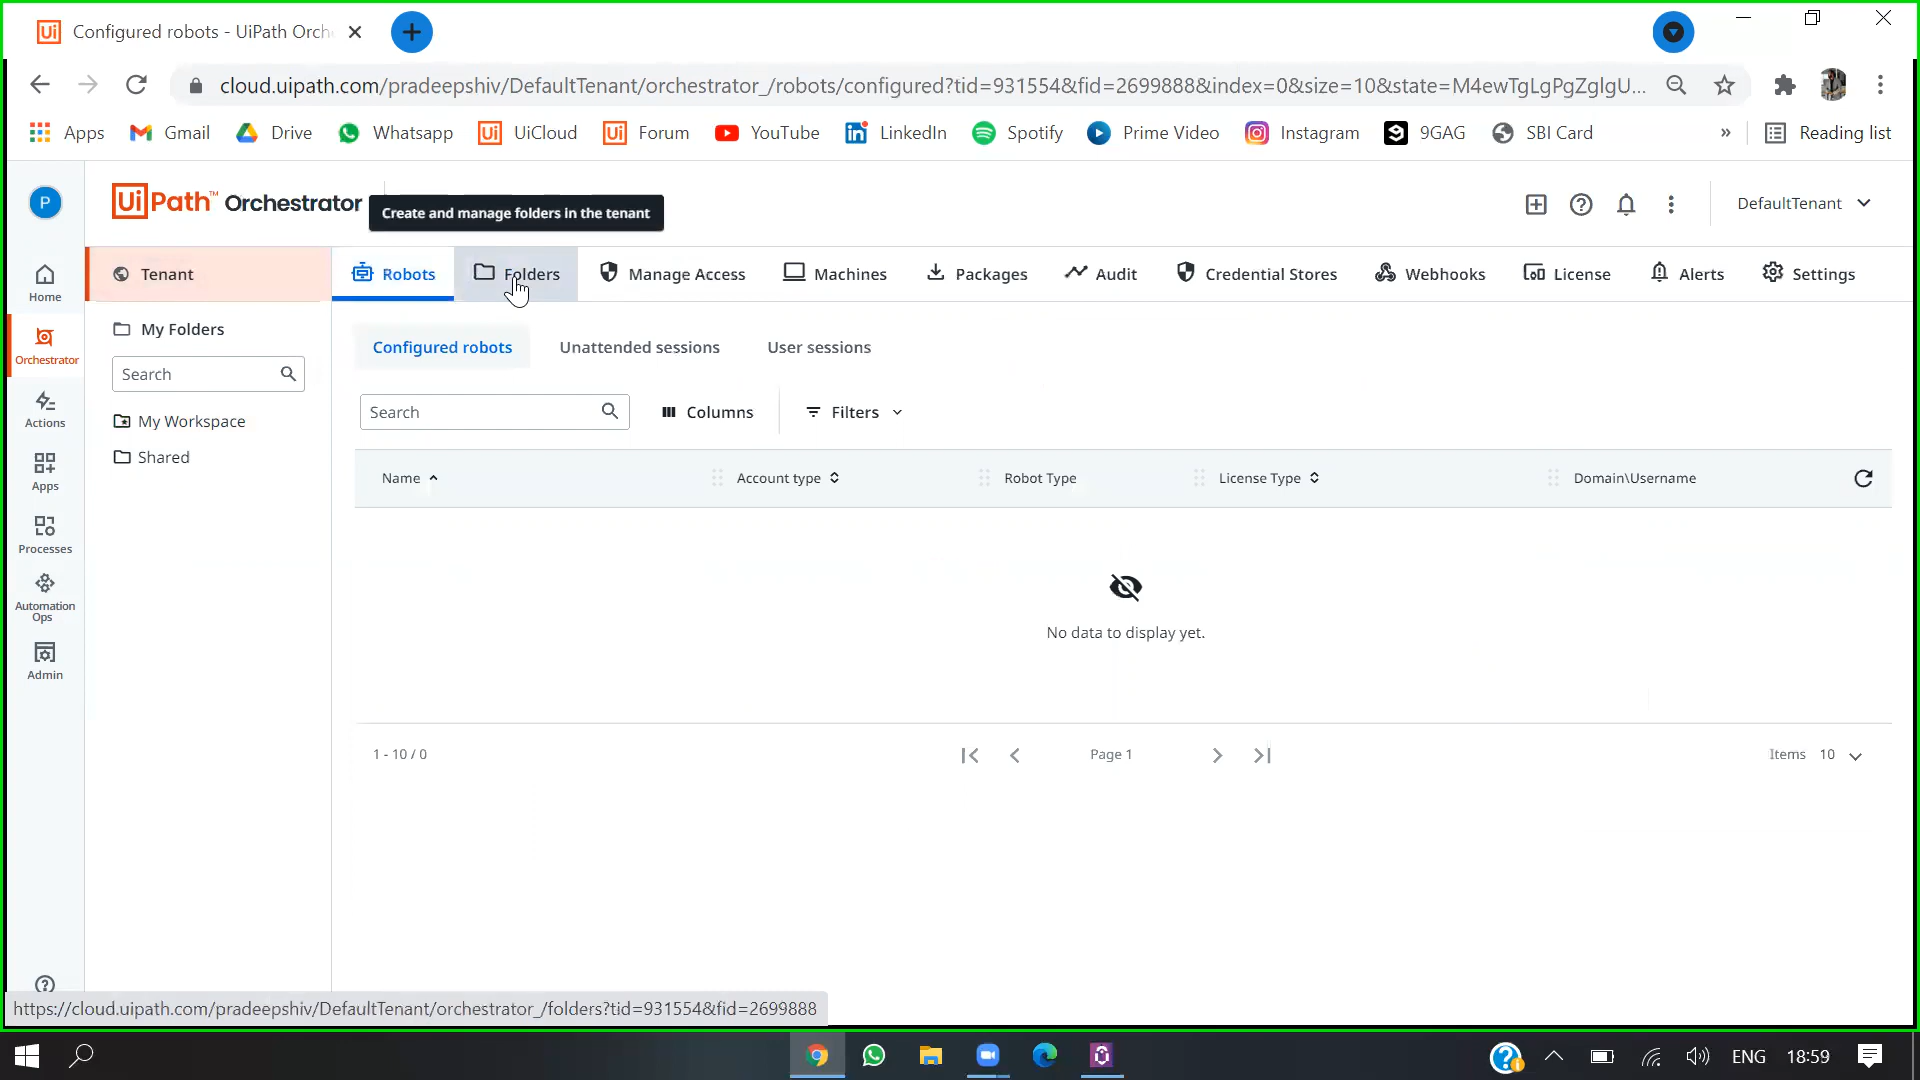 Configured robots - UiPath Orch
cloud.uipath.com/pradeepshiv/DefaultTenant/orchestrator_/robots/configured?tid=931554&fid=2699888&index=0&size=10&state=M4ewTgLgPgZglgU...
Apps Gmail Drive Whatsapp UiCloud Forum YouTube LinkedIn Spotify Prime Video Instagram 9GAG SBI Card » Reading list
P
UiPath™ Orchestrator
Create and manage folders in the tenant
DefaultTenant
Home
Orchestrator
Actions
Apps
Processes
Automation
Ops
Admin
Tenant
Robots Folders Manage Access Machines Packages Audit Credential Stores Webhooks License Alerts Settings
My Folders
Search
My Workspace
Shared
Configured robots Unattended sessions User sessions
Search Columns Filters
Name Account type Robot Type License Type Domain\Username
No data to display yet.
1 - 10 / 0 Page 1 Items 10
https://cloud.uipath.com/pradeepshiv/DefaultTenant/orchestrator_/folders?tid=931554&fid=2699888
ENG 18:59